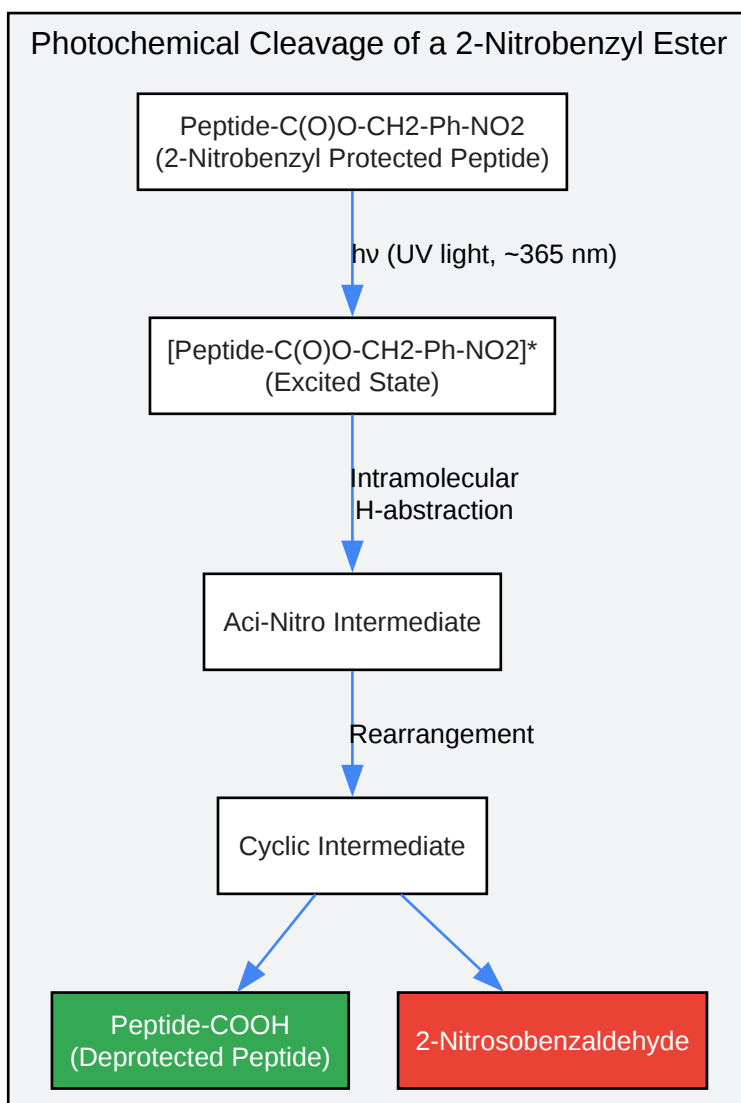 Photochemical Cleavage of a 2-Nitrobenzyl Ester
Peptide-C(O)O-CH2-Ph-NO2
(2-Nitrobenzyl Protected Peptide)
hν (UV light, ~365 nm)
[Peptide-C(O)O-CH2-Ph-NO2]*
(Excited State)
Intramolecular
H-abstraction
Aci-Nitro Intermediate
Rearrangement
Cyclic Intermediate
Peptide-COOH
(Deprotected Peptide)
2-Nitrosobenzaldehyde